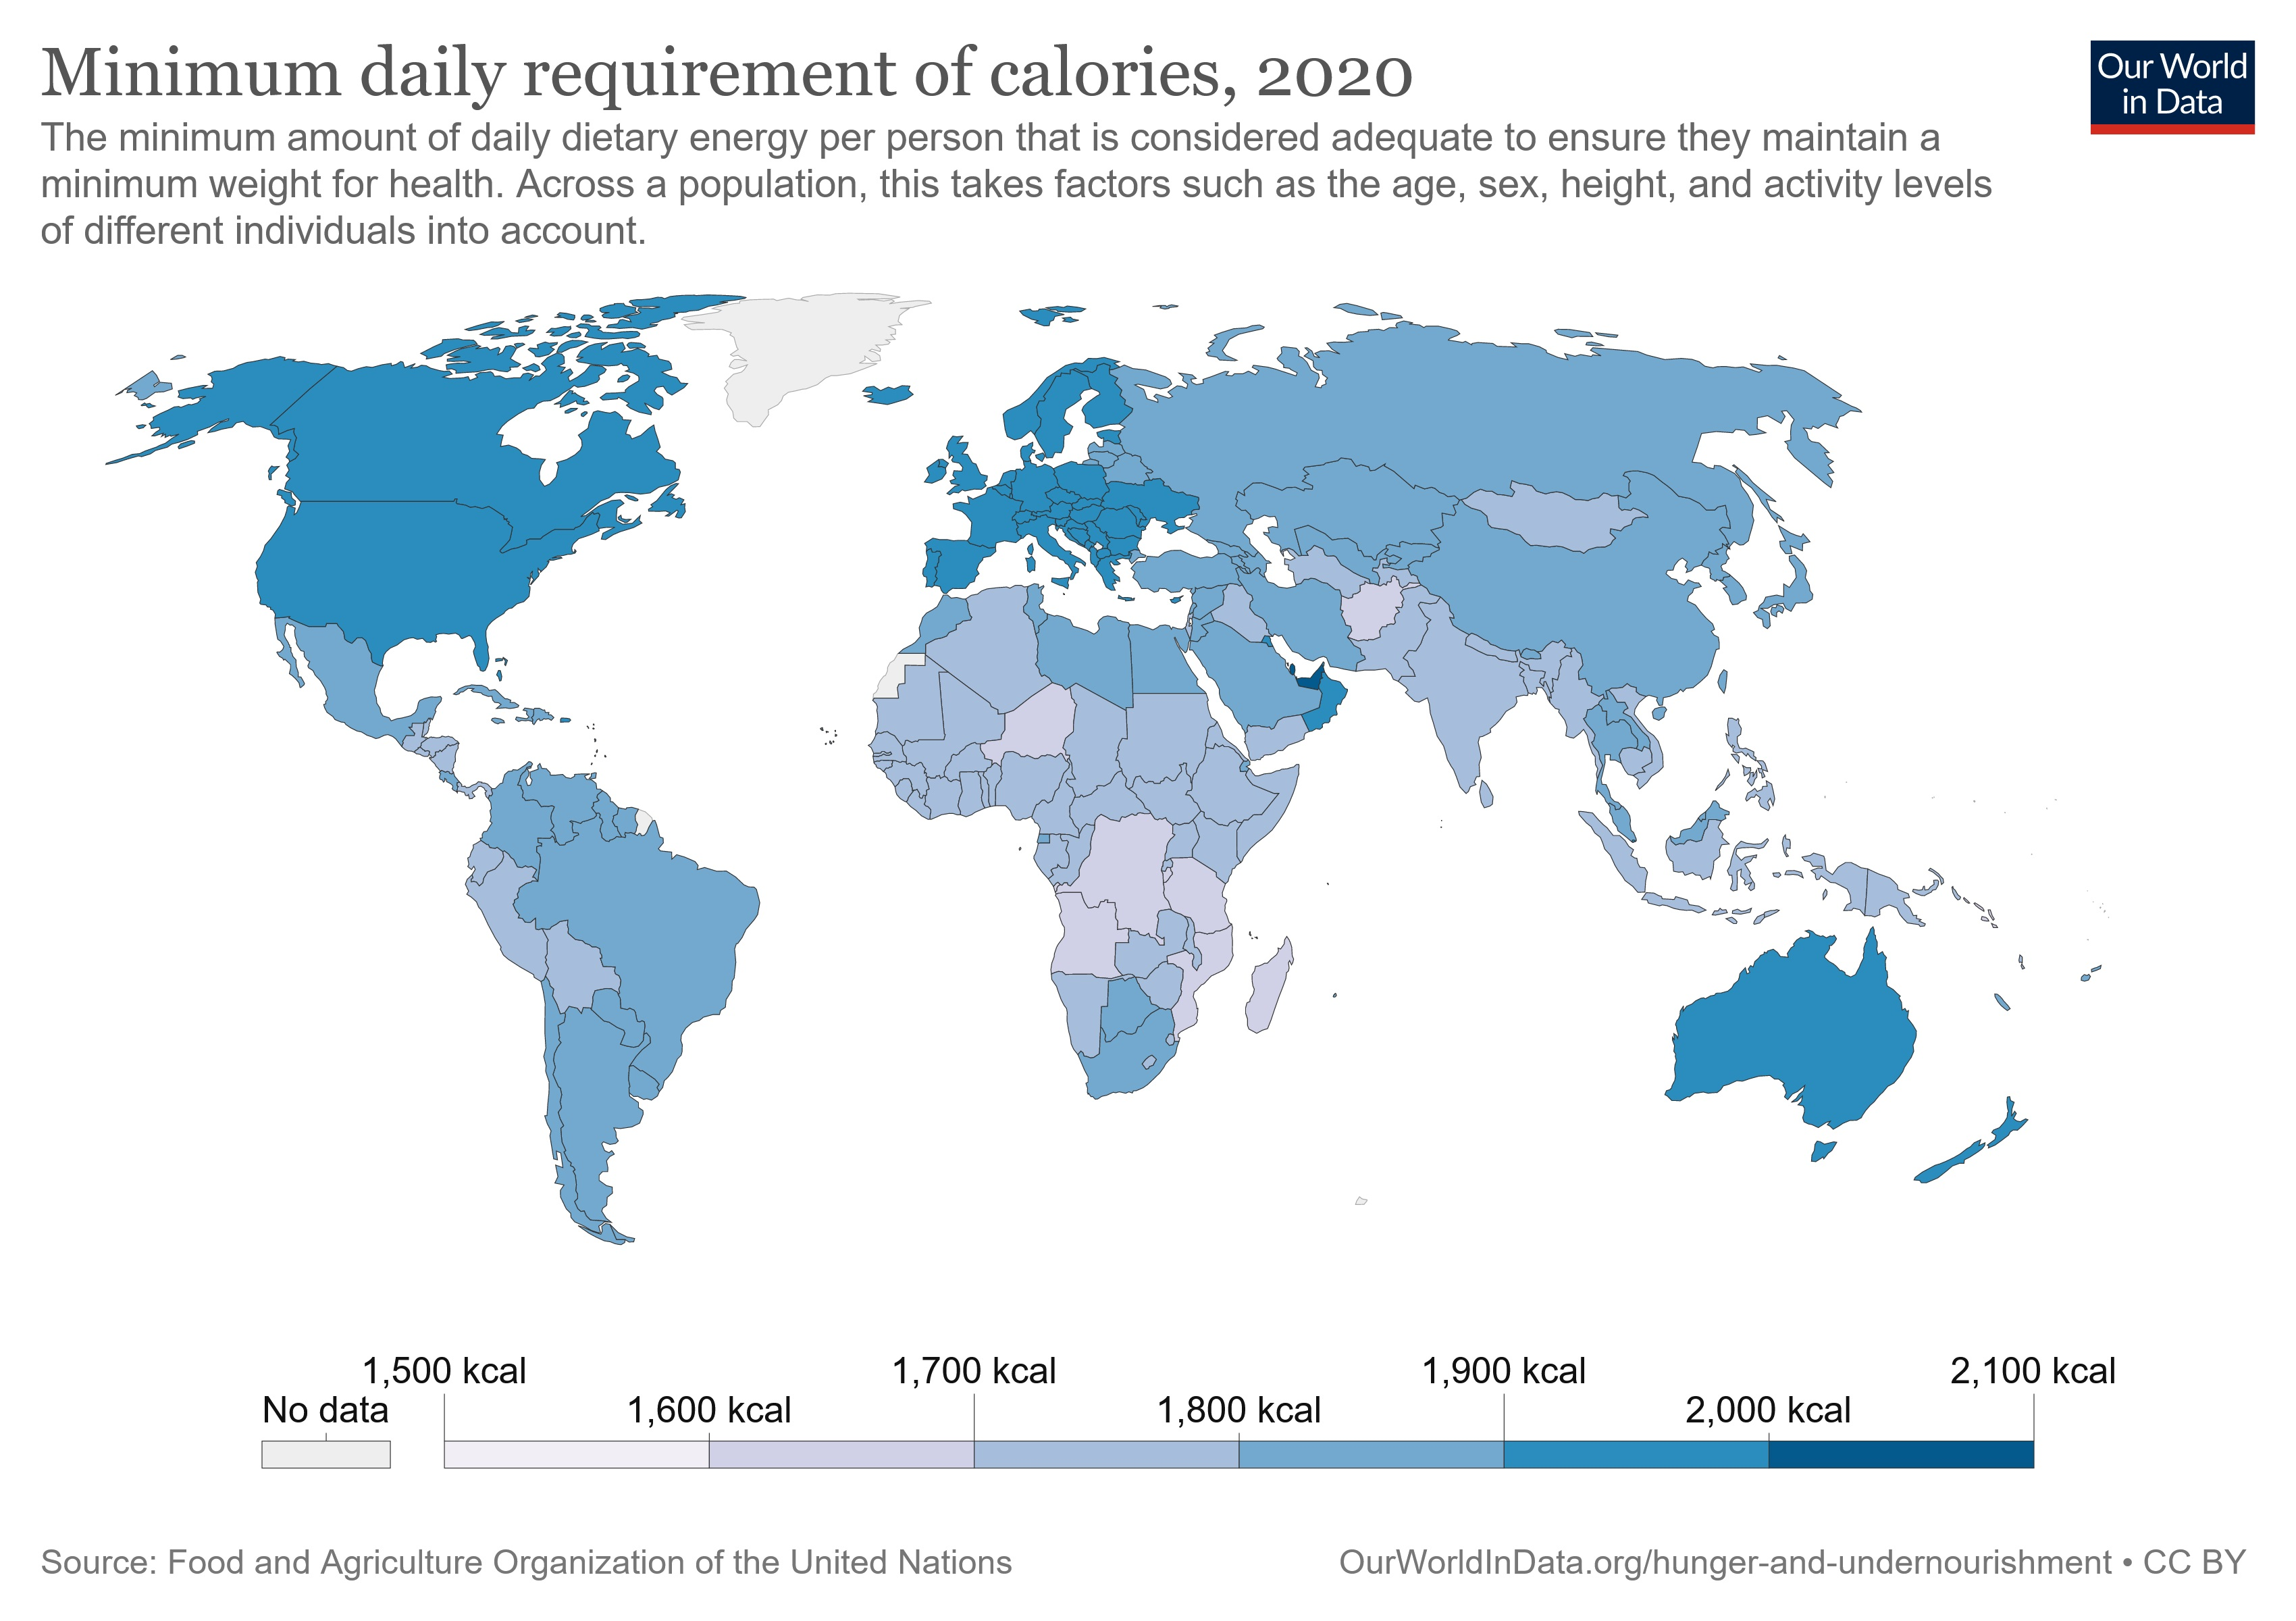 Minimum daily requirement of calories, 2020
Our World
in Data
The minimum amount of daily dietary energy per person that is considered adequate to ensure they maintain a
minimum weight for health. Across a population, this takes factors such as the age, sex, height, and activity levels
of different individuals into account.
1,500 kcal
1,700 kcal
1,900 kcal
2,100 kcal
No data
1,600 kcal
1,800 kcal
2,000 kcal
Source: Food and Agriculture Organization of the United Nations
OurWorldInData.org/hunger-and-undernourishment • CC BY